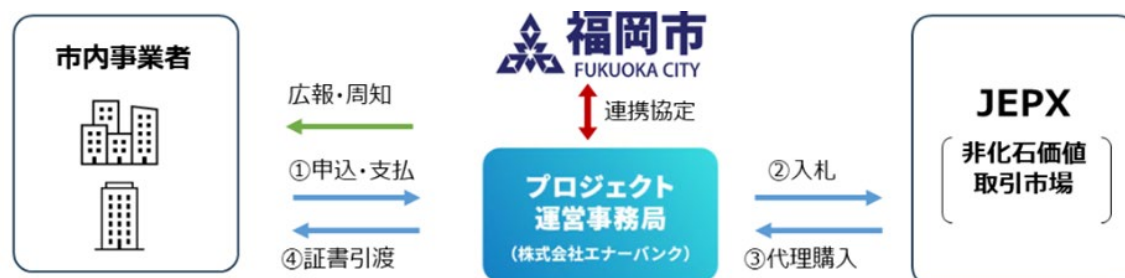 市内事業者
広報・周知
①申込・支払
④証書引渡
福岡市
FUKUOKA CITY
連携協定
プロジェクト
運営事務局
(株式会社エナーバンク)
②入札
③代理購入
JEPX
非化石価値
取引市場